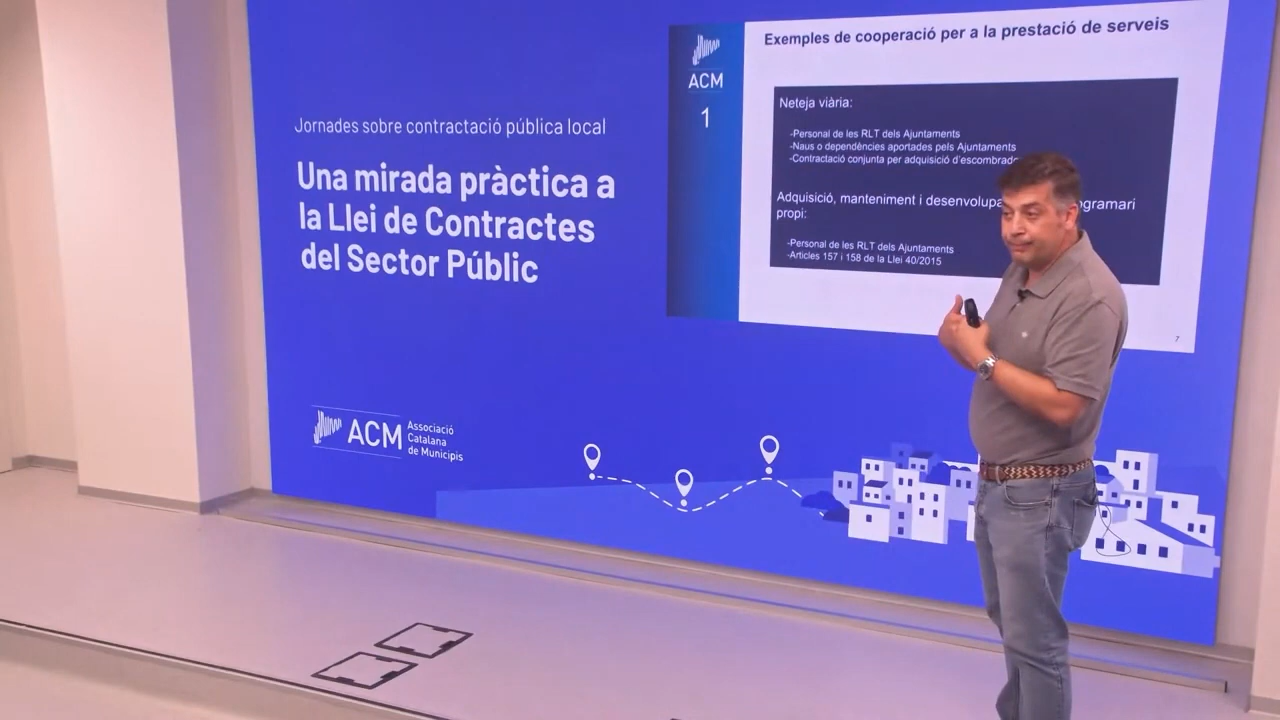 Jornades sobre contractació pública local
Una mirada pràctica a
la Llei de Contractes
del Sector Públic
ACM
Associació
Catalana
de Municipis
ACM
1
Exemples de cooperació per a la prestació de serveis
Neteja viària:
-Personal de les RLT dels Ajuntaments
-Naus o dependències aportades pels Ajuntaments
-Contractació conjunta per adquisició
Adquisició, manteniment i
propi:
-Personal de les RLT dels Ajuntaments
-Articles 157 i 158 de la Llei 40/2015
7